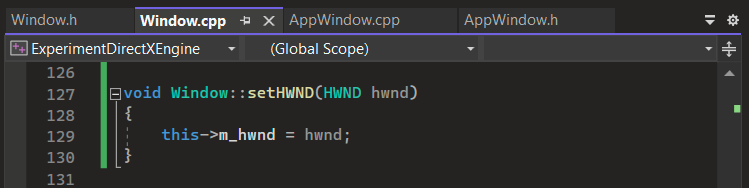 Window.h Window.cpp AppWindow.cpp AppWindow.h
ExperimentDirectXEngine (Global Scope)
126
127 void Window::setHWND(HWND hwnd)
128 {
129 this->m_hwnd = hwnd;
130 }
131